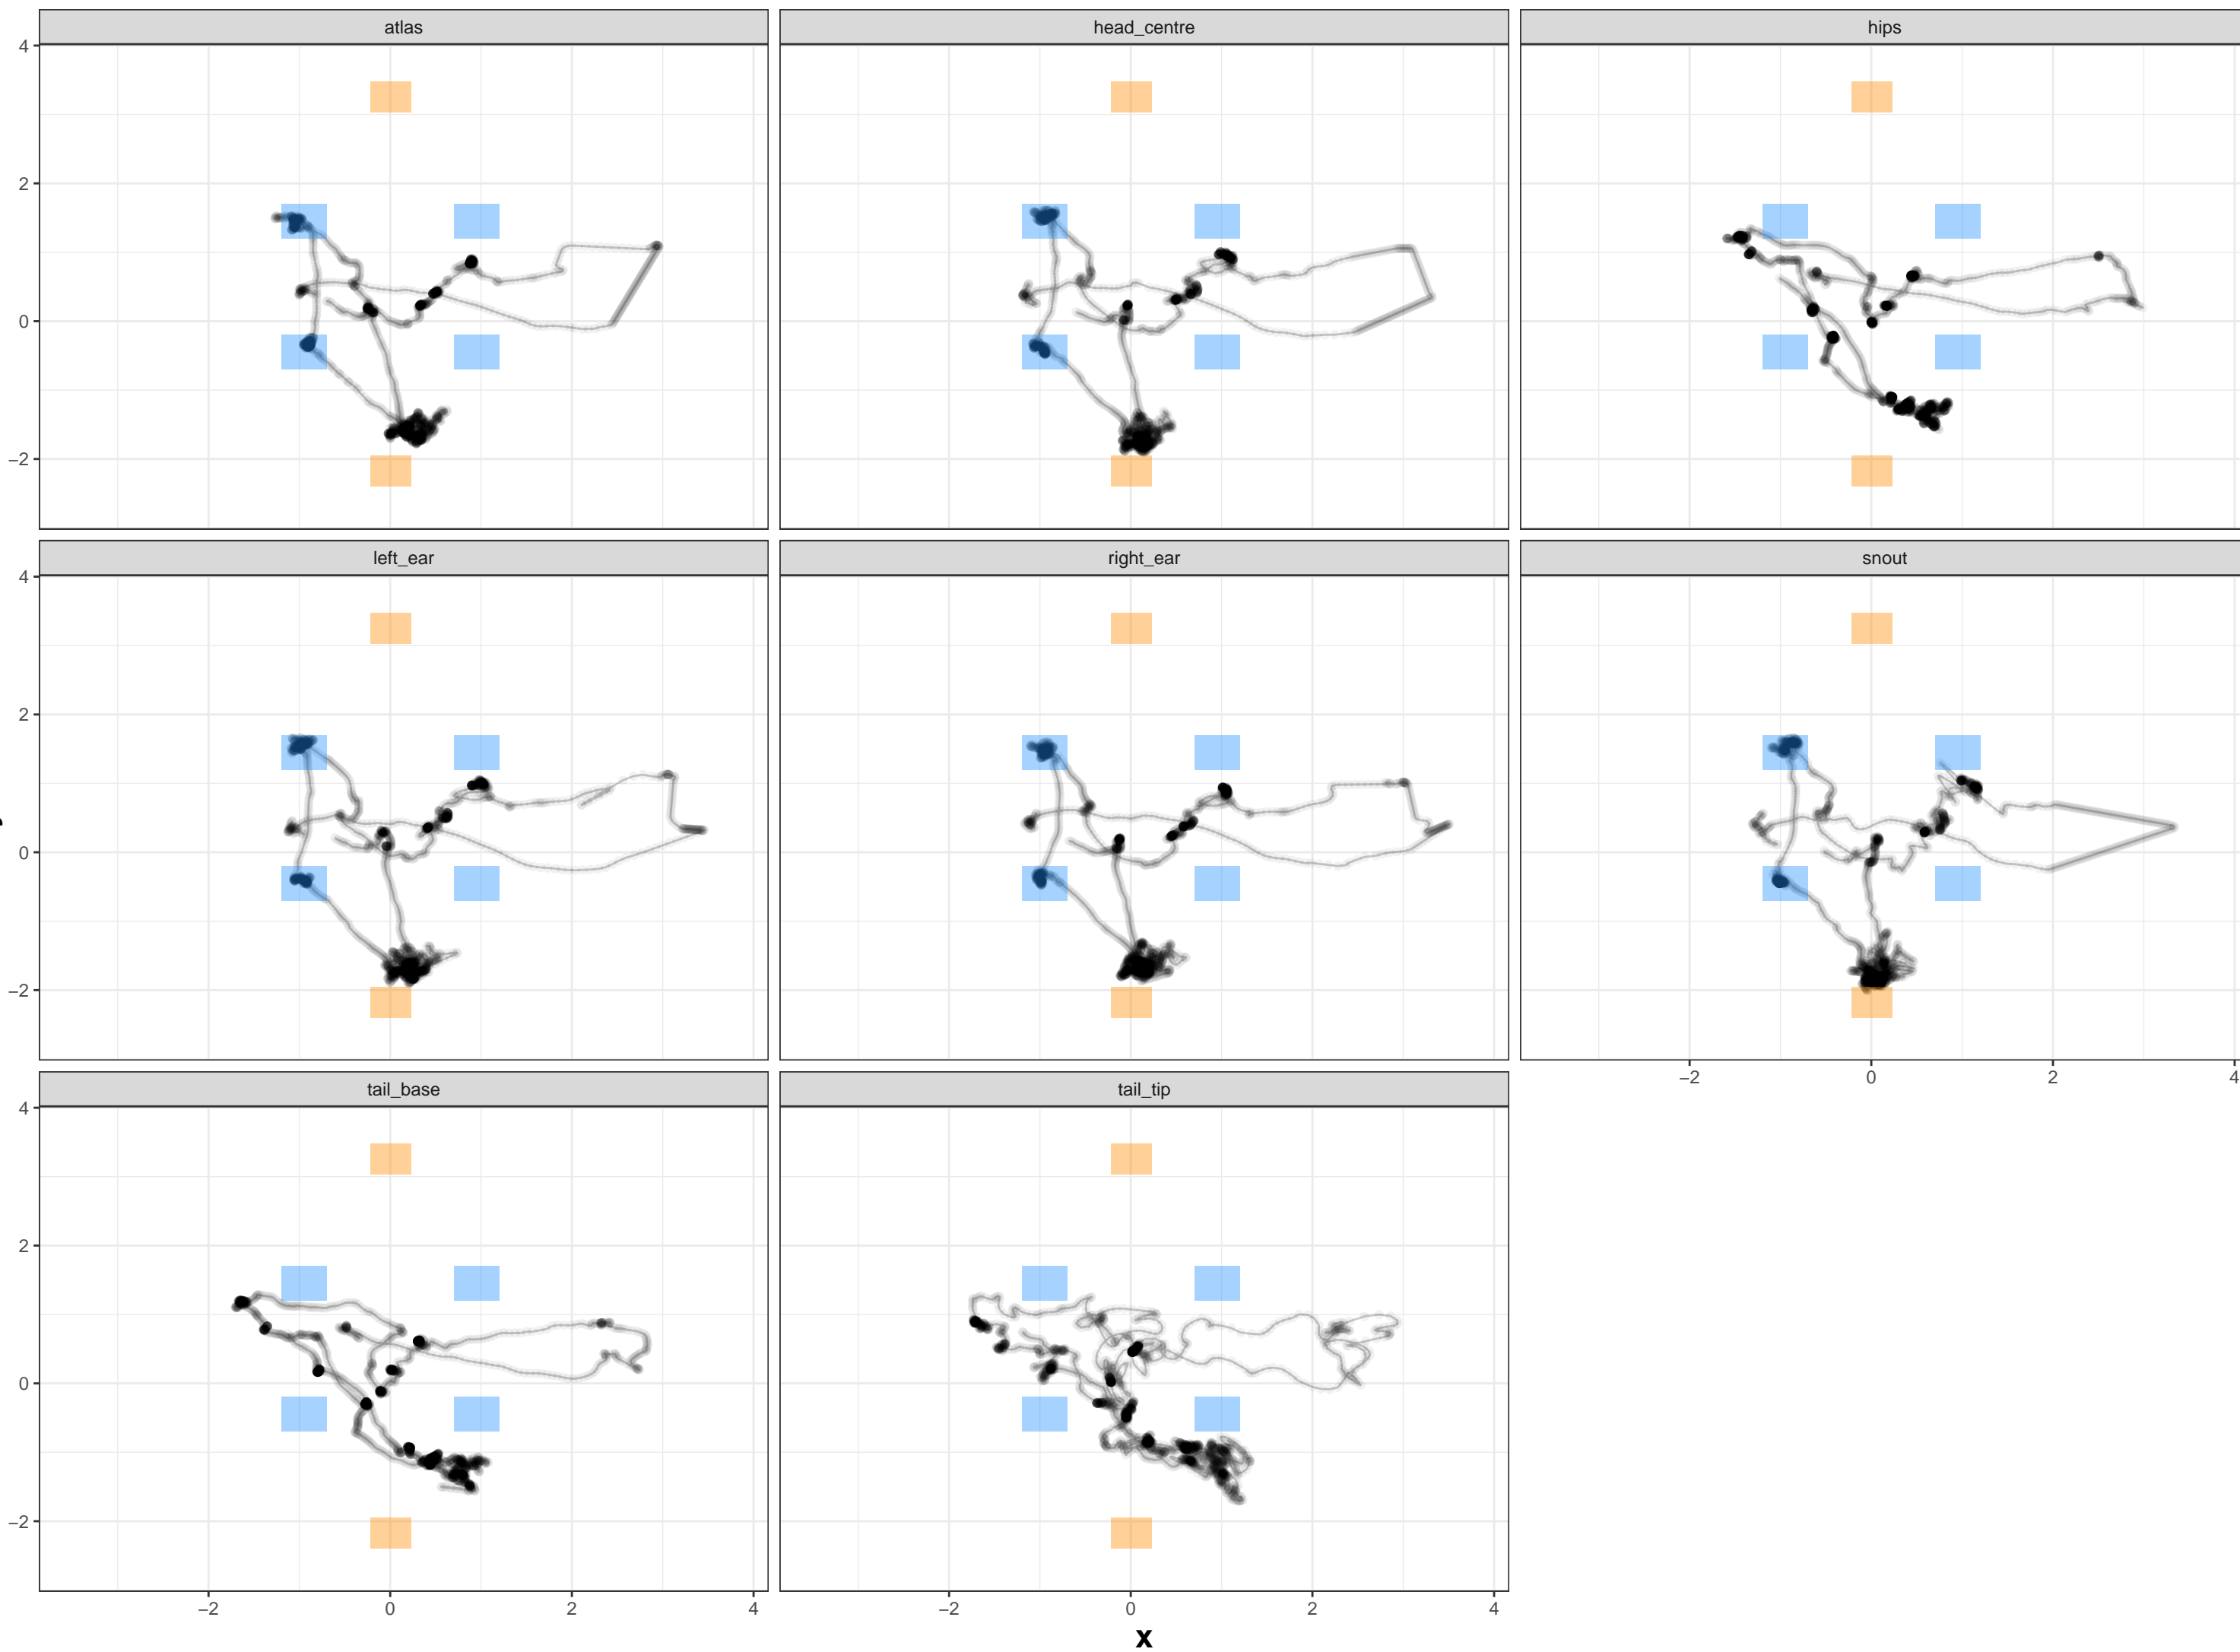 atlas head_centre hips
4
2
0
−2
left_ear right_ear snout
4
2
0
−2
−2 0 2 4
tail_base tail_tip
4
2
0
−2
−2 0 2 4 −2 0 2 4
x